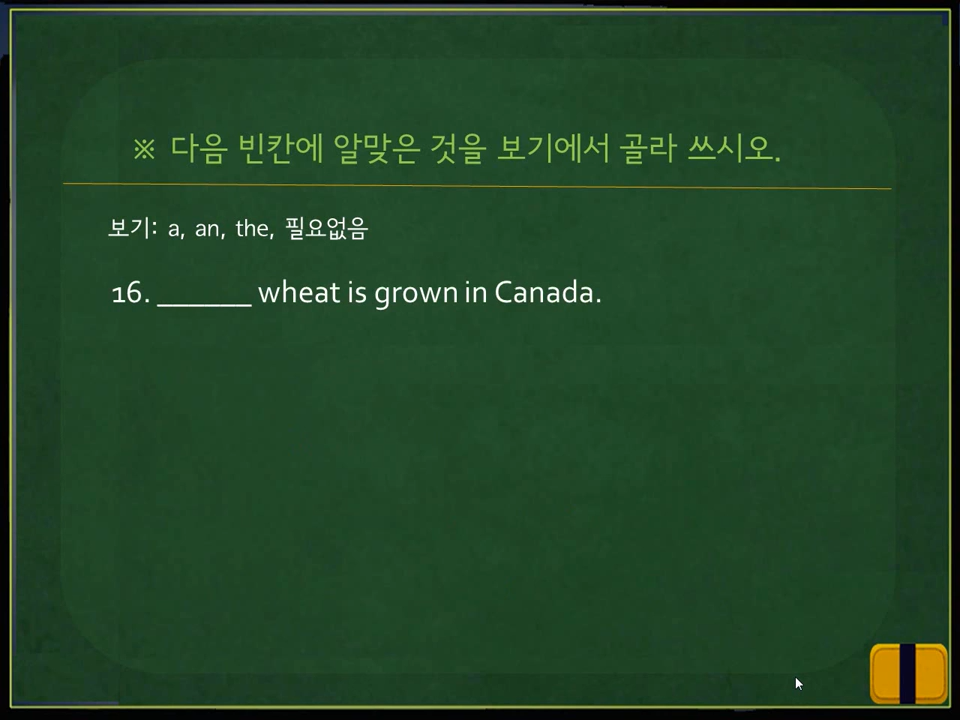 ※ 다음 빈칸에 알맞은 것을 보기에서 골라 쓰시오.
보기: a, an, the, 필요없음
16. ______ wheat is grown in Canada.